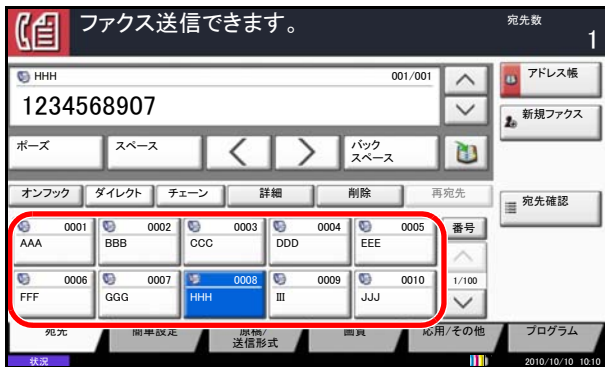 ファクス送信できます。
宛先数
1
HHH
001/001
1234568907
アドレス帳
新規ファクス
ポーズ
スペース
バック
スペース
オンフック
ダイレクト
チェーン
詳細
削除
再宛先
宛先確認
0001
AAA
0002
BBB
0003
CCC
0004
DDD
0005
EEE
番号
0006
FFF
0007
GGG
0008
HHH
0009
III
0010
JJJ
1/100
宛先
簡単設定
原稿/
送信形式
画質
応用/その他
プログラム
状況
2010/10/10 10:10